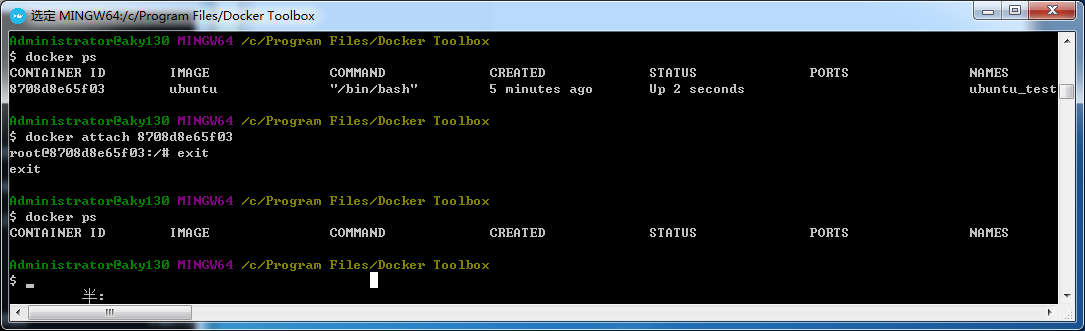 选定 MINGW64:/c/Program Files/Docker Toolbox
Administrator@aky130 MINGW64 /c/Program Files/Docker Toolbox
$ docker ps
CONTAINER ID IMAGE COMMAND CREATED STATUS PORTS NAMES
8708d8e65f03 ubuntu "/bin/bash" 5 minutes ago Up 2 seconds ubuntu_test
Administrator@aky130 MINGW64 /c/Program Files/Docker Toolbox
$ docker attach 8708d8e65f03
root@8708d8e65f03:/# exit
exit
Administrator@aky130 MINGW64 /c/Program Files/Docker Toolbox
$ docker ps
CONTAINER ID IMAGE COMMAND CREATED STATUS PORTS NAMES
Administrator@aky130 MINGW64 /c/Program Files/Docker Toolbox
$
半: